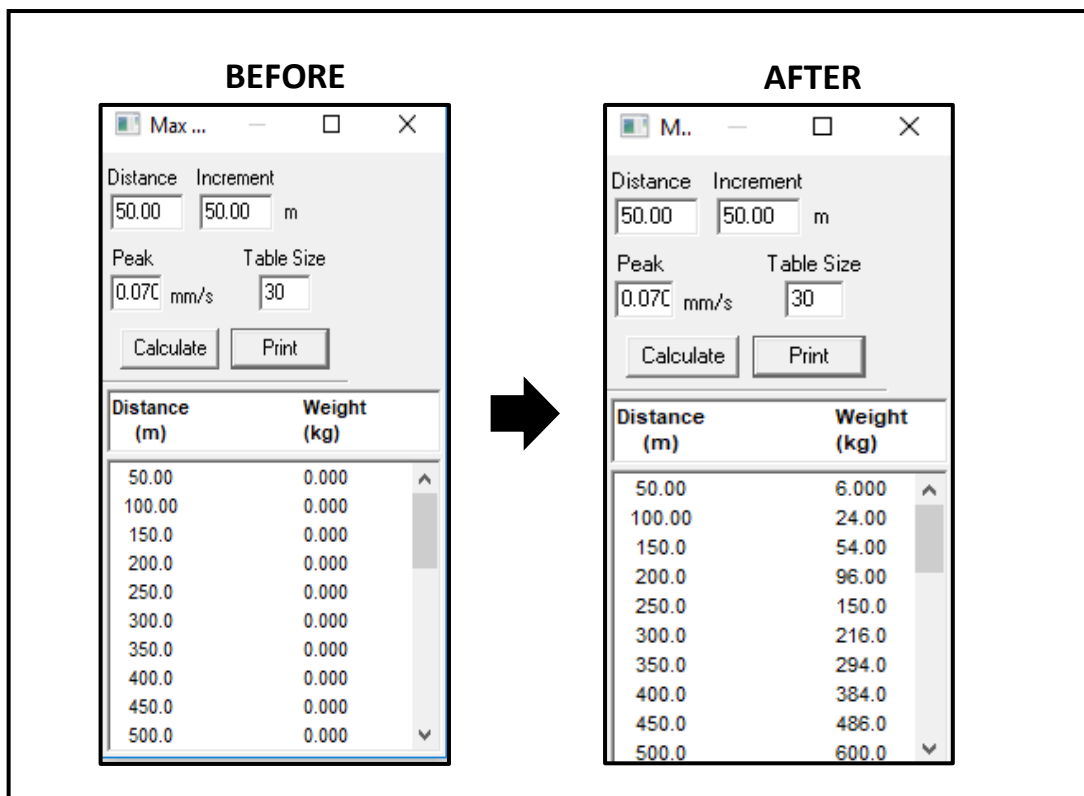 BEFORE
Max ...
Distance Increment
50.00 50.00 m
Peak Table Size
0.070 mm/s 30
Calculate Print
Distance Weight
(m) (kg)
50.00 0.000
100.00 0.000
150.0 0.000
200.0 0.000
250.0 0.000
300.0 0.000
350.0 0.000
400.0 0.000
450.0 0.000
500.0 0.000
AFTER
M..
Distance Increment
50.00 50.00 m
Peak Table Size
0.070 mm/s 30
Calculate Print
Distance Weight
(m) (kg)
50.00 6.000
100.00 24.00
150.0 54.00
200.0 96.00
250.0 150.0
300.0 216.0
350.0 294.0
400.0 384.0
450.0 486.0
500.0 600.0